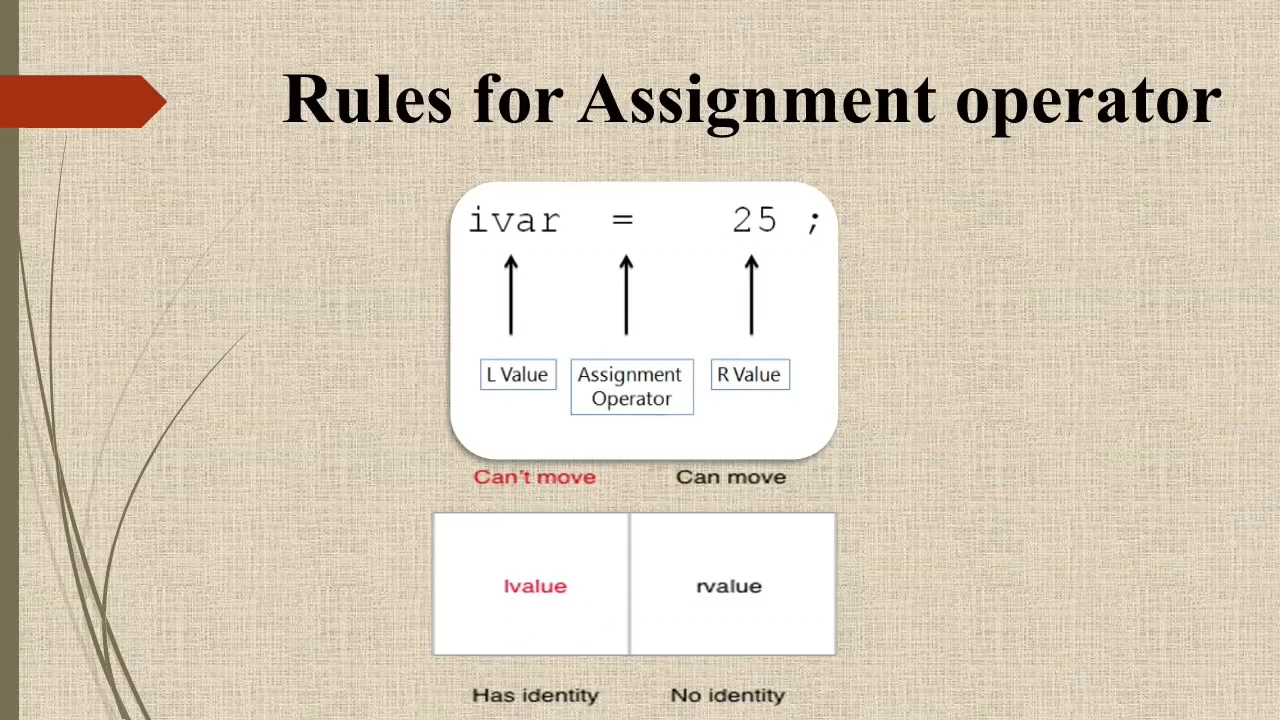 Rules for Assignment operator
ivar = 25 ;
L Value
Assignment
Operator
R Value
Can't move
Can move
lvalue
rvalue
Has identity
No identity